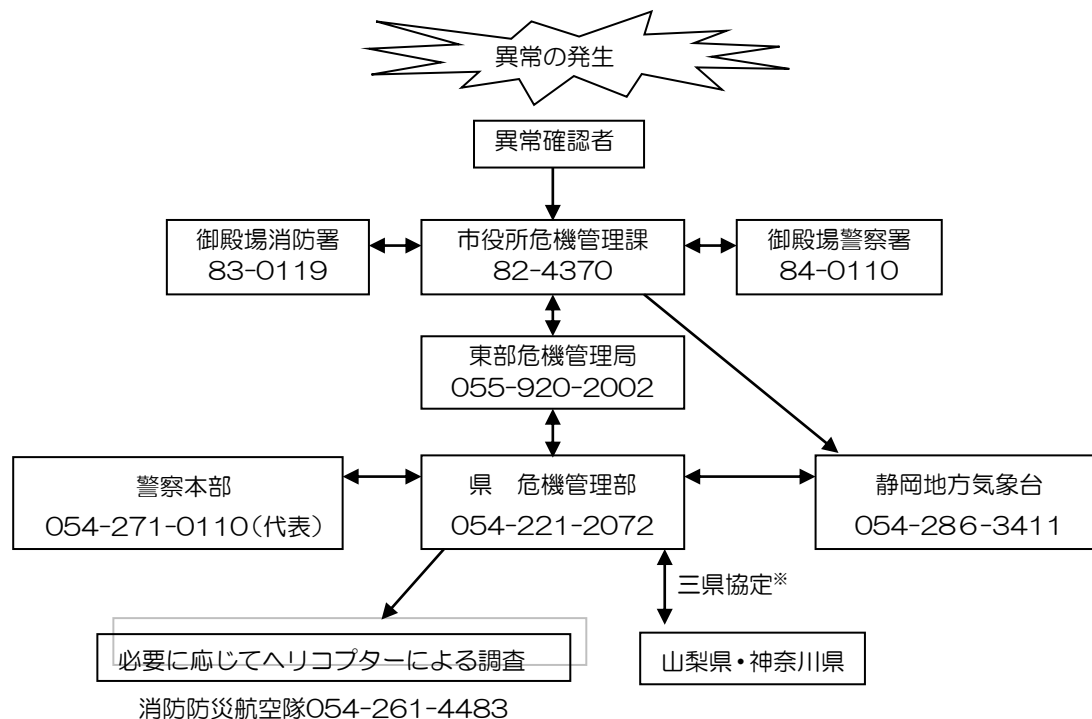 異常の発生
異常確認者
御殿場消防署
83-0119
市役所危機管理課
82-4370
御殿場警察署
84-0110
東部危機管理局
055-920-2002
警察本部
054-271-0110(代表)
県　危機管理部
054-221-2072
静岡地方気象台
054-286-3411
三県協定※
必要に応じてヘリコプターによる調査
消防防災航空隊054-261-4483
山梨県・神奈川県